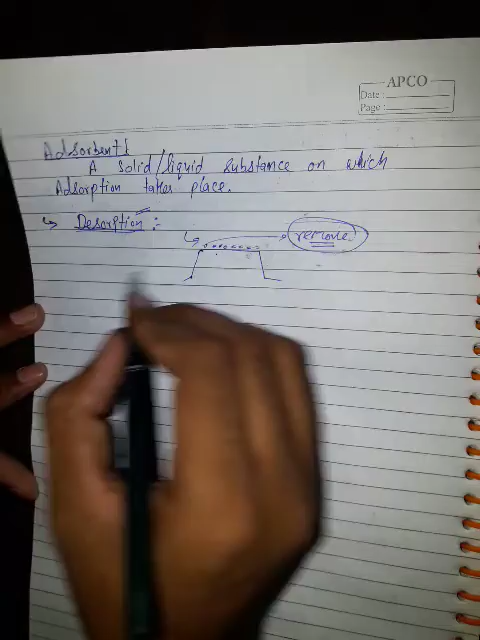 APCO
Date :
Page :
Adsorbent :
A solid/liquid substance on which
Adsorption takes place.
↳ Desorption :-
remove